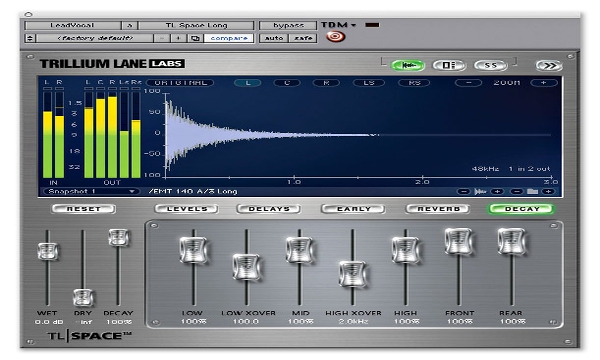 LeadVocal a TL Space Long bypass TDM
<factory default> - + compare auto safe
TRILLIUM LANE LABS SS
L R L C R Ls Rs ORIGINAL L C R LS RS - ZOOM +
100
50
0
-50
-100
1.5
3
6
9
18
32
IN OUT
48kHz 1 in 2 out
1.0 2.0 3.0
Snapshot 1 /EMT 140 A/3 Long
RESET LEVELS DELAYS EARLY REVERB DECAY
WET DRY DECAY LOW LOW XOVER MID HIGH XOVER HIGH FRONT REAR
0.0 dB -inf 100% 100% 100.0 100% 2.0kHz 100% 100% 100%
TL|SPACE™